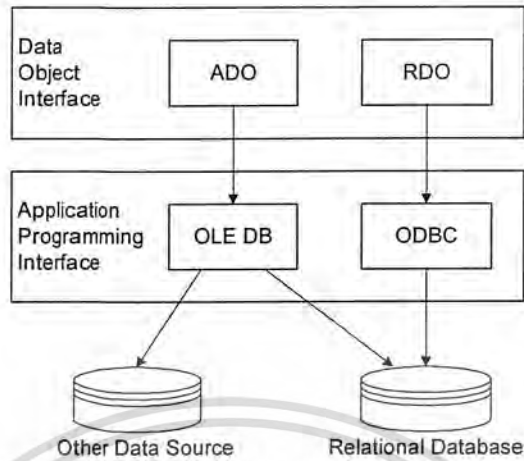 Data
Object
Interface
ADO
RDO
Application
Programming
Interface
OLE DB
ODBC
Other Data Source
Relational Database